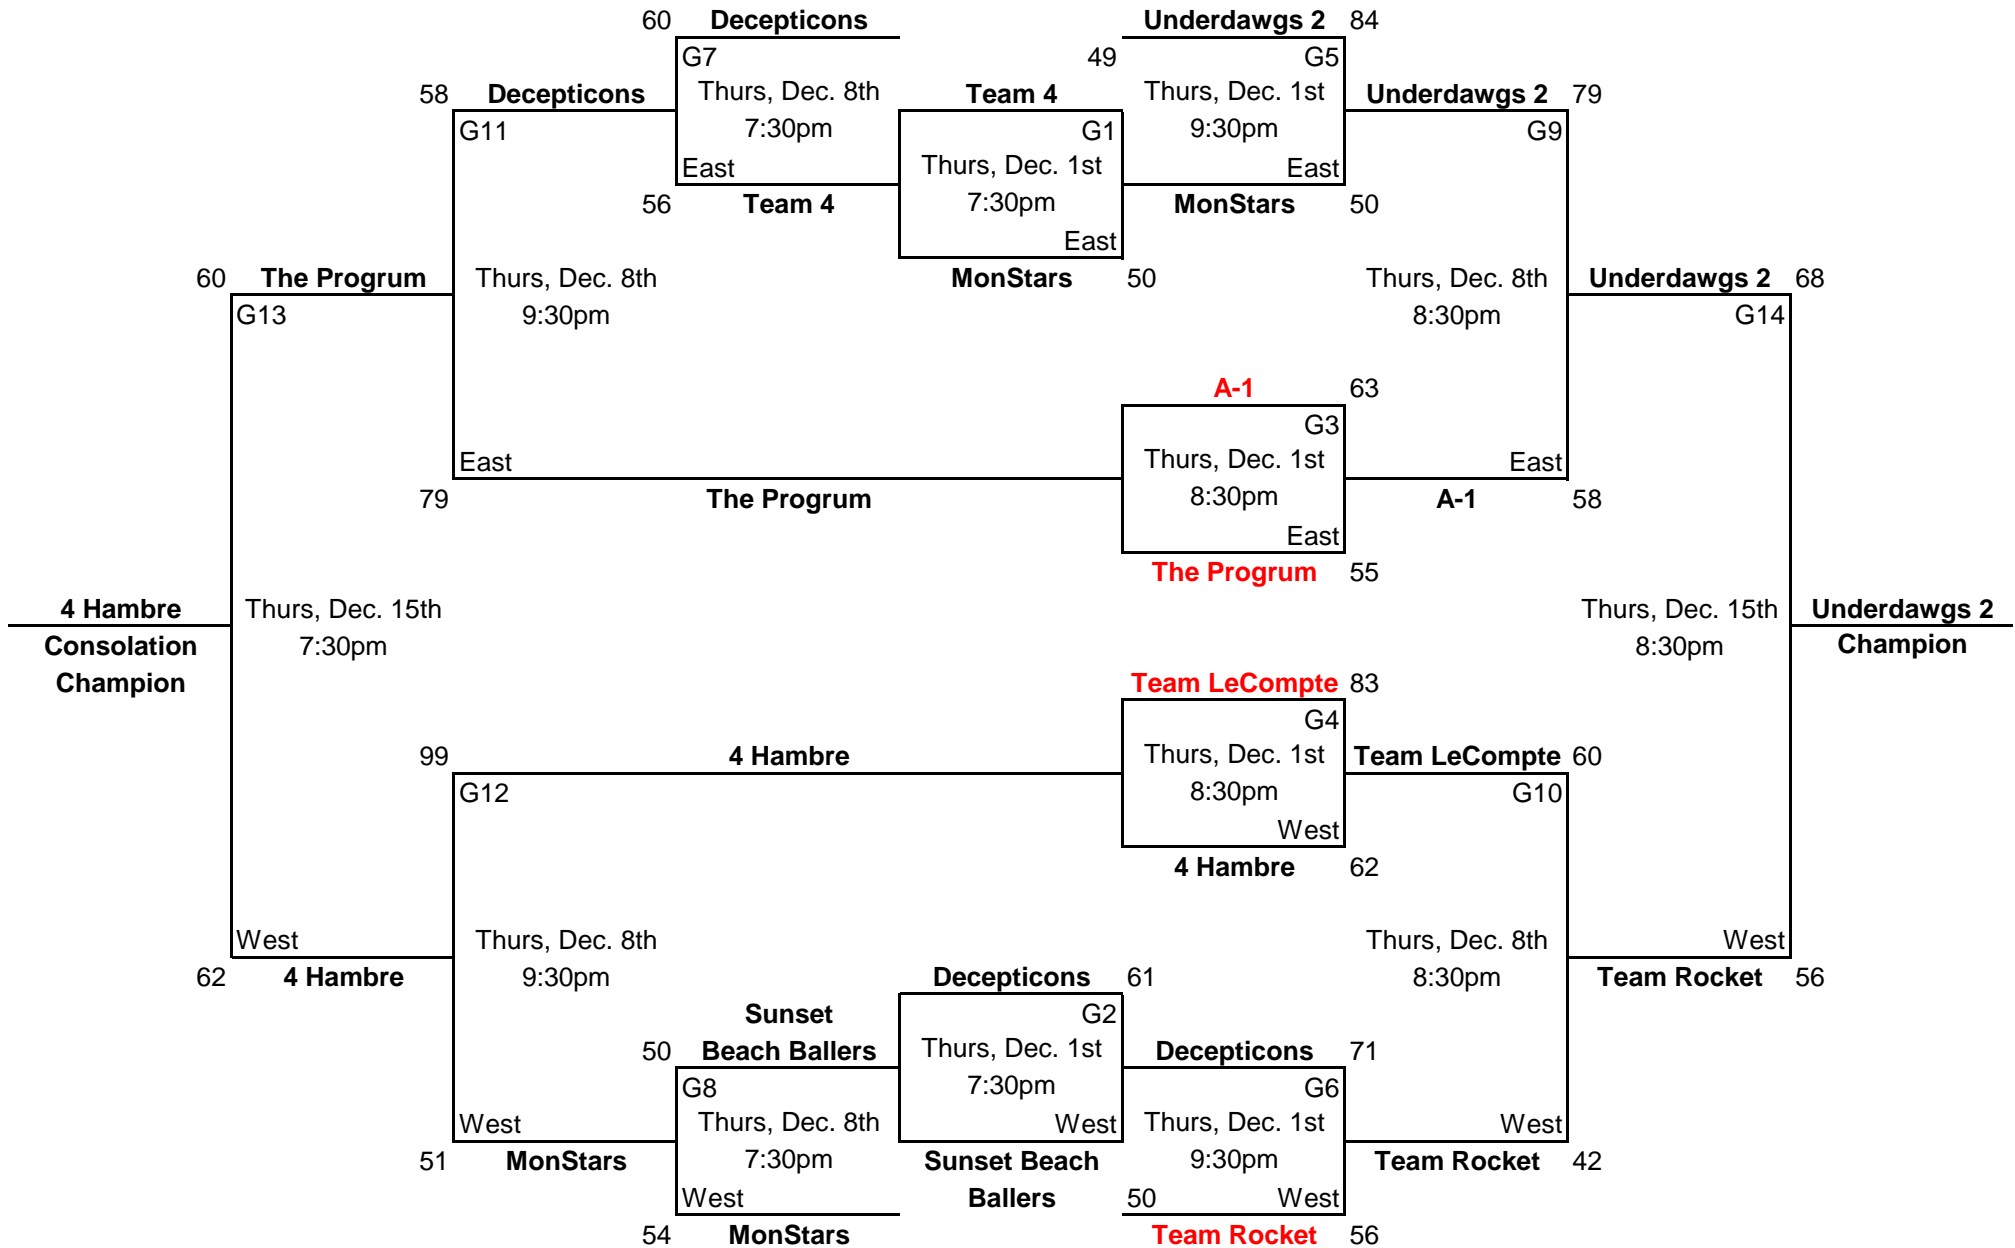 60 Decepticons Underdawgs 2 84
G7 49 G5
58 Decepticons Thurs, Dec. 8th Team 4 Thurs, Dec. 1st Underdawgs 2 79
G11 7:30pm G1 9:30pm G9
East Thurs, Dec. 1st East
56 Team 4 7:30pm MonStars 50
East
60 The Progrum Thurs, Dec. 8th MonStars 50 Thurs, Dec. 8th Underdawgs 2 68
G13 9:30pm 8:30pm G14
A-1 63
G3
East Thurs, Dec. 1st East
79 The Progrum 8:30pm A-1 58
East
The Progrum 55
4 Hambre Thurs, Dec. 15th Thurs, Dec. 15th Underdawgs 2
Consolation 7:30pm 8:30pm Champion
Champion Team LeCompte 83
G4
99 4 Hambre Thurs, Dec. 1st Team LeCompte 60
G12 8:30pm G10
West
4 Hambre 62
West Thurs, Dec. 8th Thurs, Dec. 8th West
62 4 Hambre 9:30pm Decepticons 61 8:30pm Team Rocket 56
Sunset G2
50 Beach Ballers Thurs, Dec. 1st Decepticons 71
G8 7:30pm G6
West Thurs, Dec. 8th West Thurs, Dec. 1st West
51 MonStars 7:30pm Sunset Beach 9:30pm Team Rocket 42
West Ballers 50 West
54 MonStars Team Rocket 56